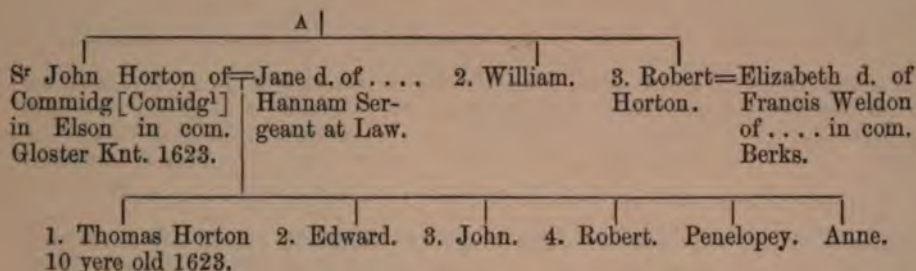 A
Sʳ John Horton of=Jane d. of .... 2. William. 3. Robert=Elizabeth d. of
Commidg [Comidg¹] Hannam Ser- Horton. Francis Weldon
in Elson in com. geant at Law. of .... in com.
Gloster Knt. 1623. Berks.
1. Thomas Horton 2. Edward. 3. John. 4. Robert. Penelopey. Anne.
10 yere old 1623.